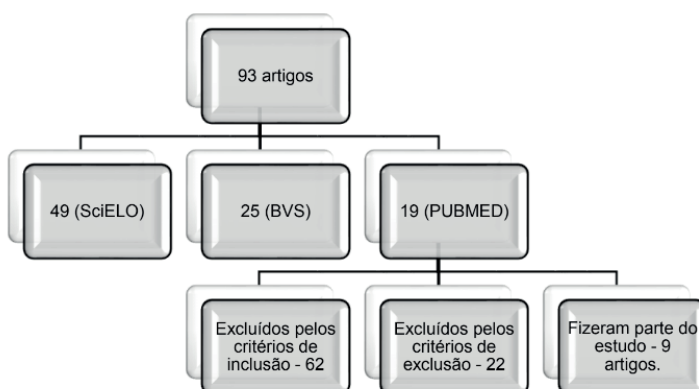 93 artigos
49 (SciELO)
25 (BVS)
19 (PUBMED)
Excluídos pelos
critérios de
inclusão - 62
Excluídos pelos
critérios de
exclusão - 22
Fizeram parte do
estudo - 9
artigos.